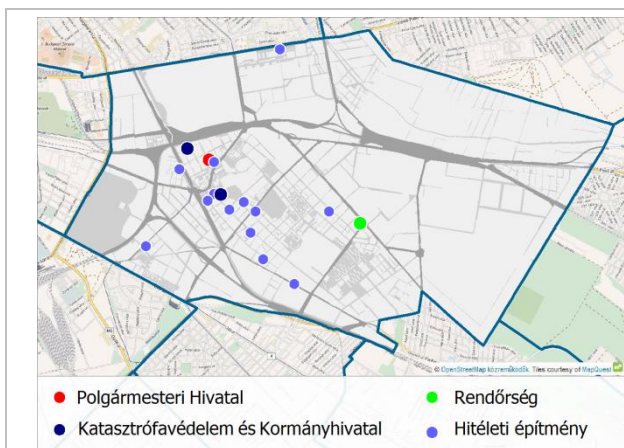 © OpenStreetMap közreműködők. Tiles courtesy of MapQuest
Polgármesteri Hivatal
Rendőrség
Katasztrófavédelem és Kormányhivatal
Hitéleti építmény